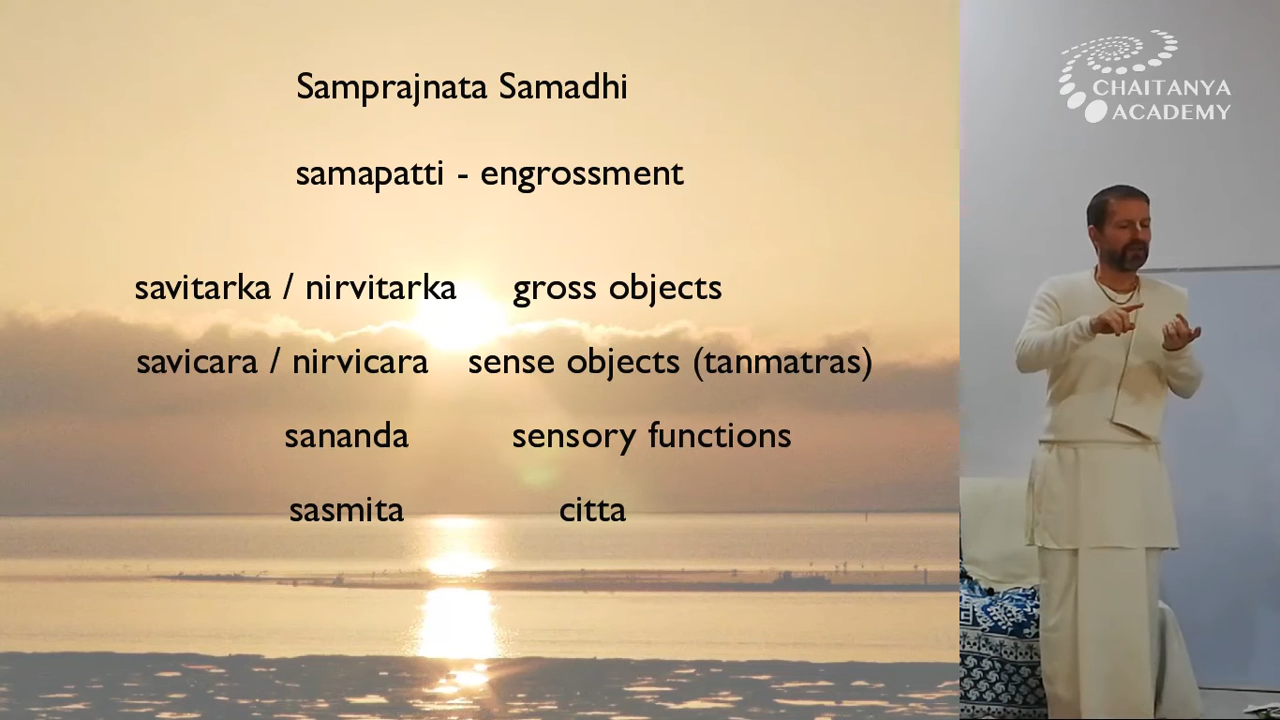 Samprajnata Samadhi
samapatti - engrossment
savitarka / nirvitarka gross objects
savicara / nirvicara sense objects (tanmatras)
sananda sensory functions
sasmita citta
CHAITANYA
ACADEMY